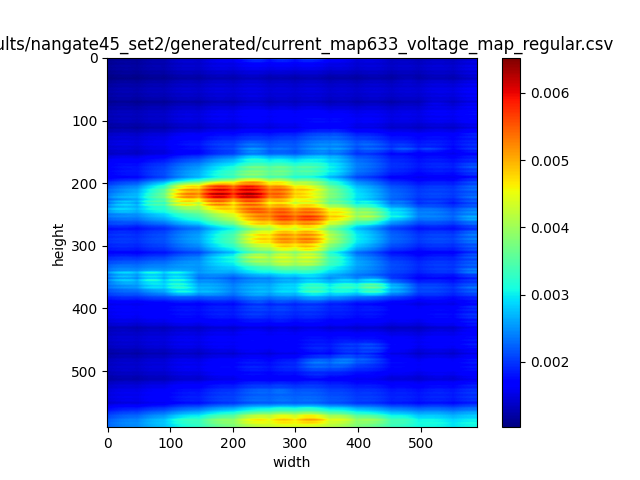 ults/nangate45_set2/generated/current_map633_voltage_map_regular.csv
0
100
200
300
400
500
height
0 100 200 300 400 500
width
0.006
0.005
0.004
0.003
0.002